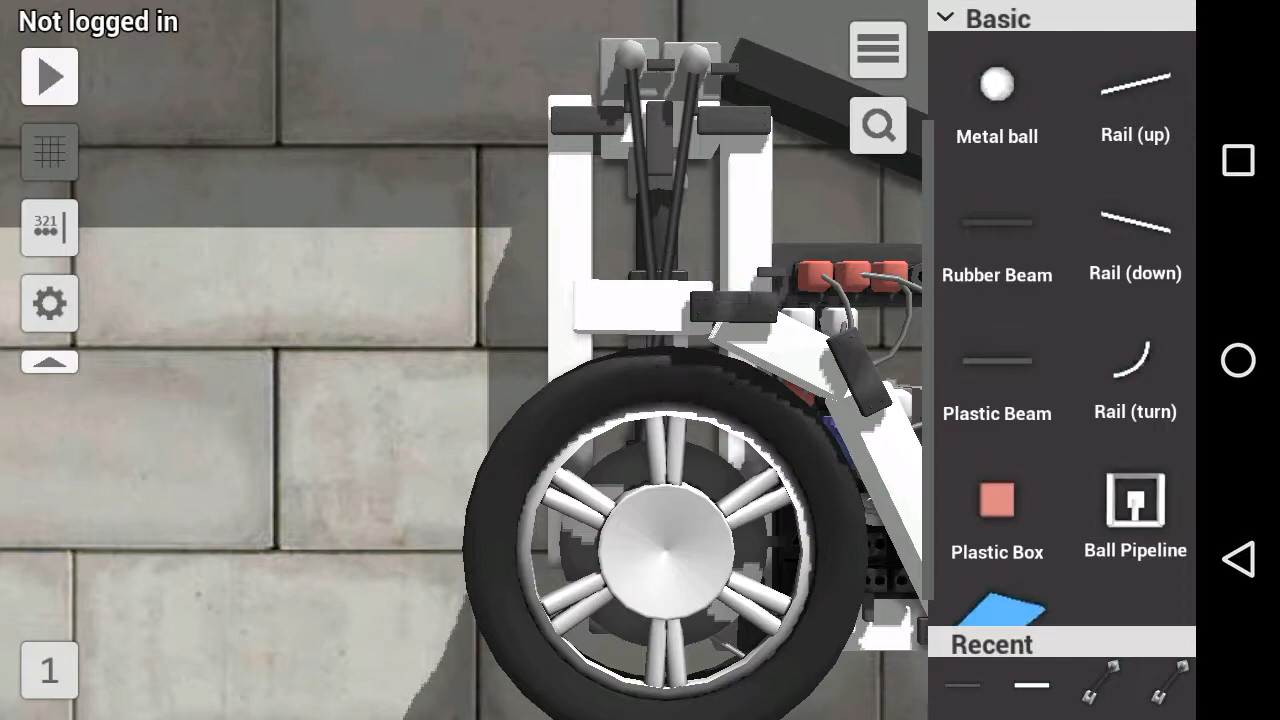 Not logged in
321
1
Basic
Metal ball
Rail (up)
Rubber Beam
Rail (down)
Plastic Beam
Rail (turn)
Plastic Box
Ball Pipeline
Recent